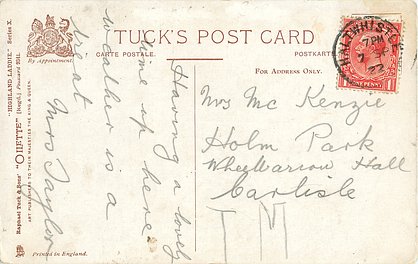 "HIGHLAND LADDIE." Series X.
Raphael Tuck & Sons' "OILETTE" [Regd.] Postcard 9581.
ART PUBLISHERS TO THEIR MAJESTIES THE KING & QUEEN.
By Appointment.
TUCK'S POST CARD
CARTE POSTALE.
POSTKARTE
FOR ADDRESS ONLY.
HALTWHISTLE
7 PM
22
ONE PENNY
Having a lovely
time up here
weather is a
treat
Mrs Taylor
Mrs Mc Kenzie
Holm Park
Hall
Carlisle
Printed in England.